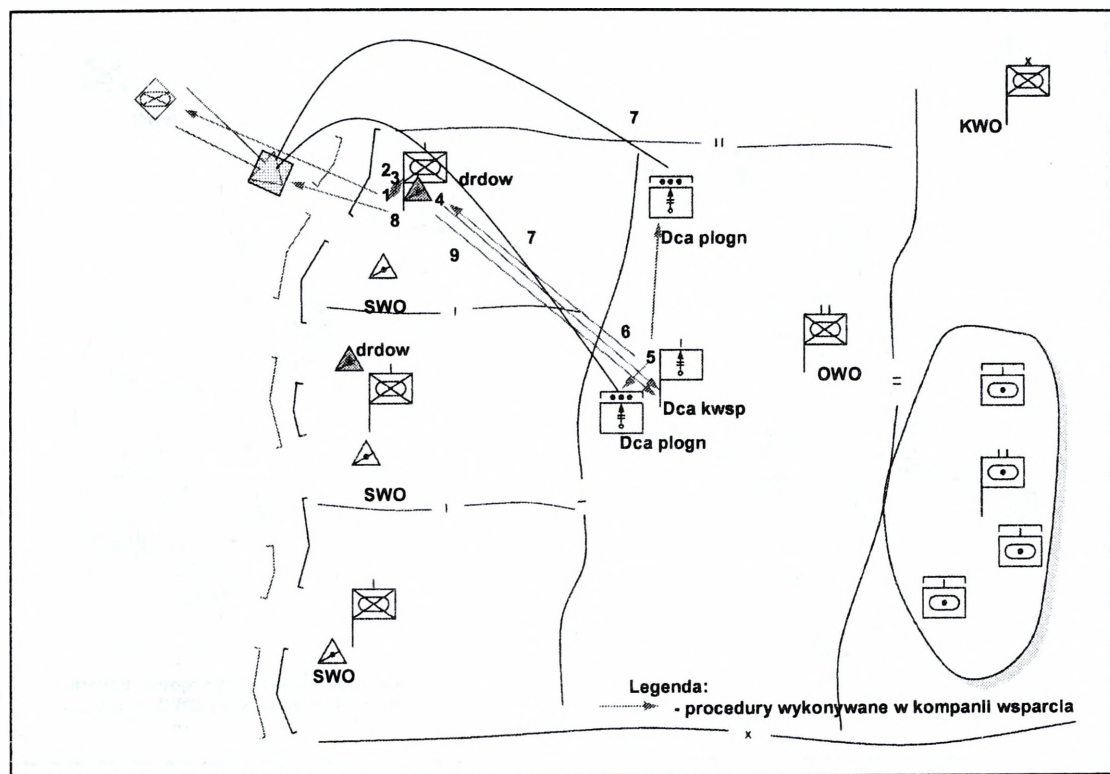 x
KWO
7
II
2
3
drdow
1
4
8
Dca plogn
7
9
SWO
I
6
drdow
5
OWO
Dca kwsp
Dca plogn
SWO
I
SWO
Legenda:
- procedury wykonywane w kompanii wsparcia
x